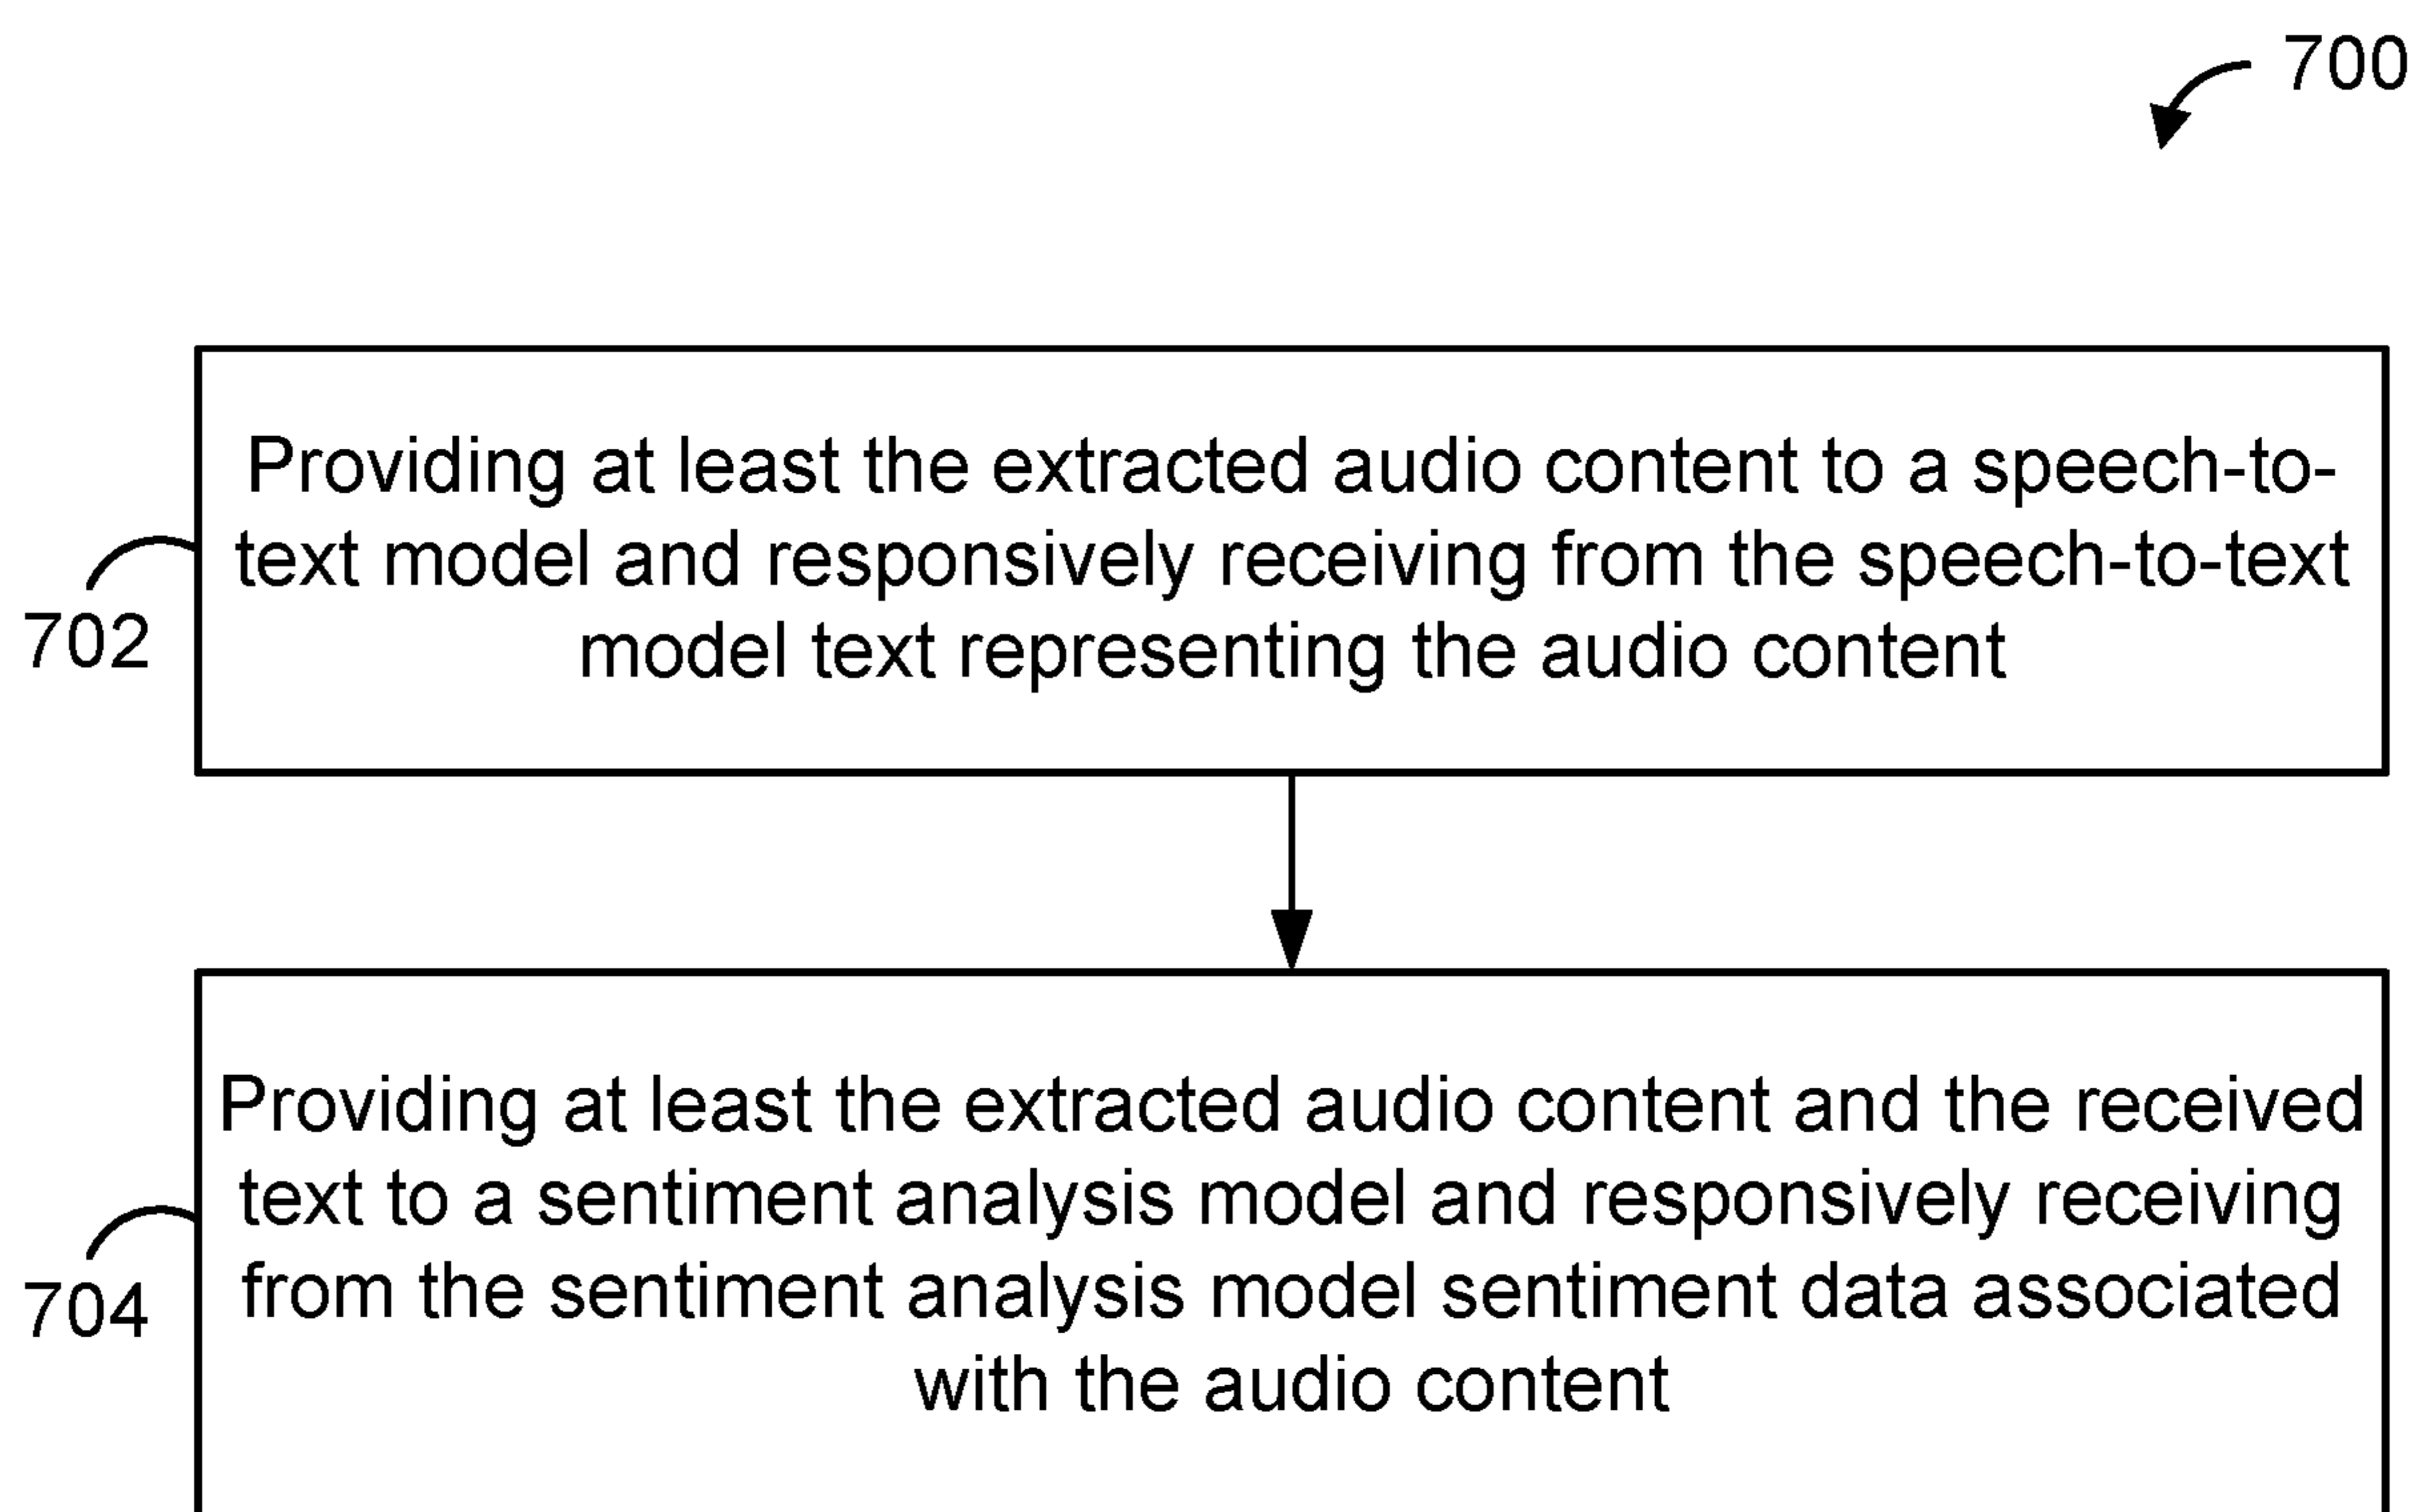 700
Providing at least the extracted audio content to a speech-to-
text model and responsively receiving from the speech-to-text
model text representing the audio content
702
Providing at least the extracted audio content and the received
text to a sentiment analysis model and responsively receiving
from the sentiment analysis model sentiment data associated
with the audio content
704